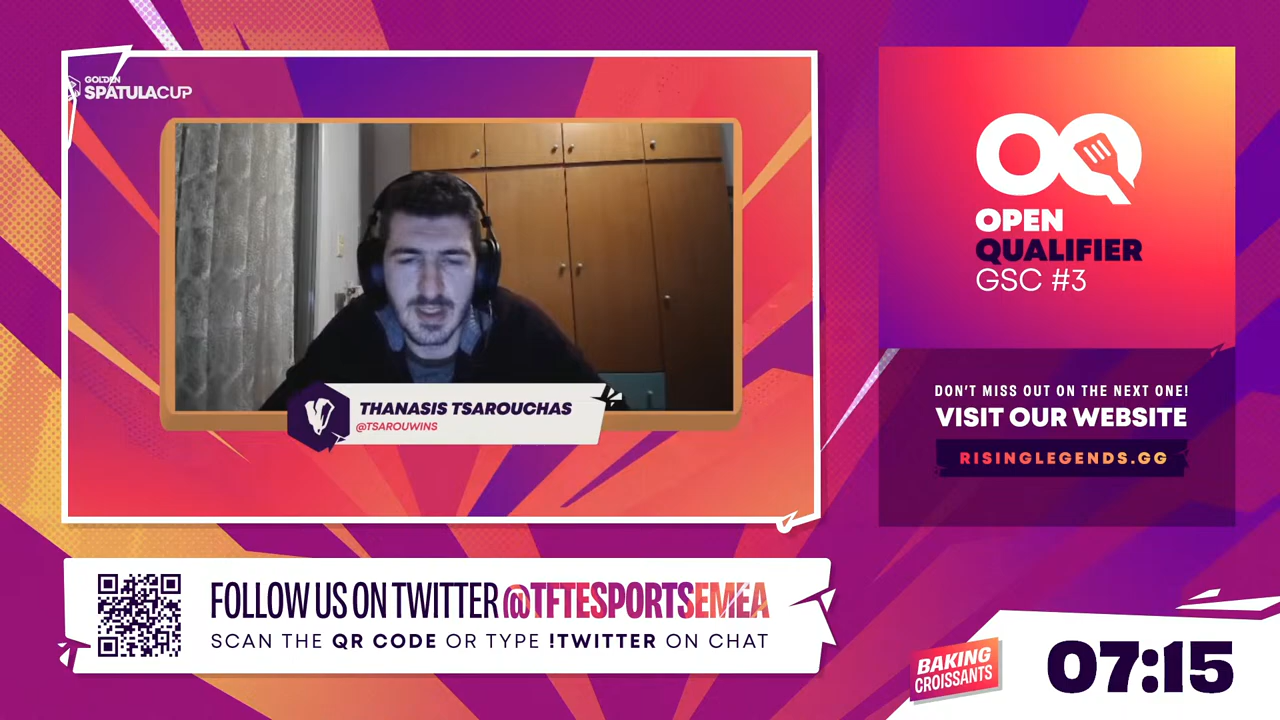 GOLDEN
SPATULACUP
THANASIS TSAROUCHAS
@TSAROUWINS
OQ
OPEN
QUALIFIER
GSC #3
DON'T MISS OUT ON THE NEXT ONE!
VISIT OUR WEBSITE
RISINGLEGENDS.GG
FOLLOW US ON TWITTER @TFTESPORTSEMEA
SCAN THE QR CODE OR TYPE !TWITTER ON CHAT
BAKING
CROISSANTS
07:15